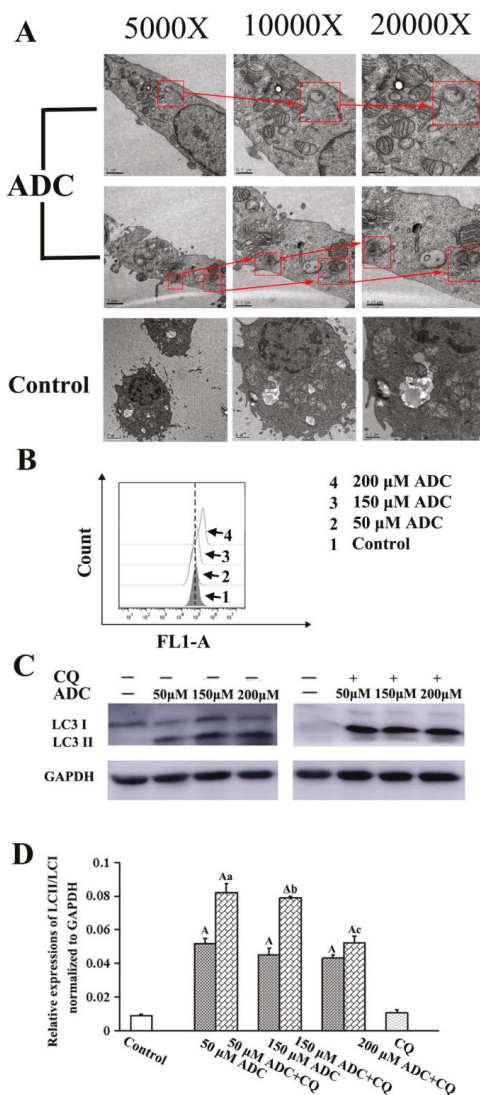 A
5000X 10000X 20000X
ADC
Control
B
4 200 μM ADC
3 150 μM ADC
2 50 μM ADC
1 Control
Count
4
3
2
1
FL1-A
C
CQ — — — — — + + +
ADC — 50μM 150μM 200μM — 50μM 150μM 200μM
LC3 I
LC3 II
GAPDH
D
Relative expressions of LCII/LCI
normalized to GAPDH
0.1
0.08
0.06
0.04
0.02
0
A Aa A Ab A Ac
Control
50 μM ADC
50 μM ADC+CQ
150 μM ADC
150 μM ADC+CQ
200 μM ADC+CQ
CQ